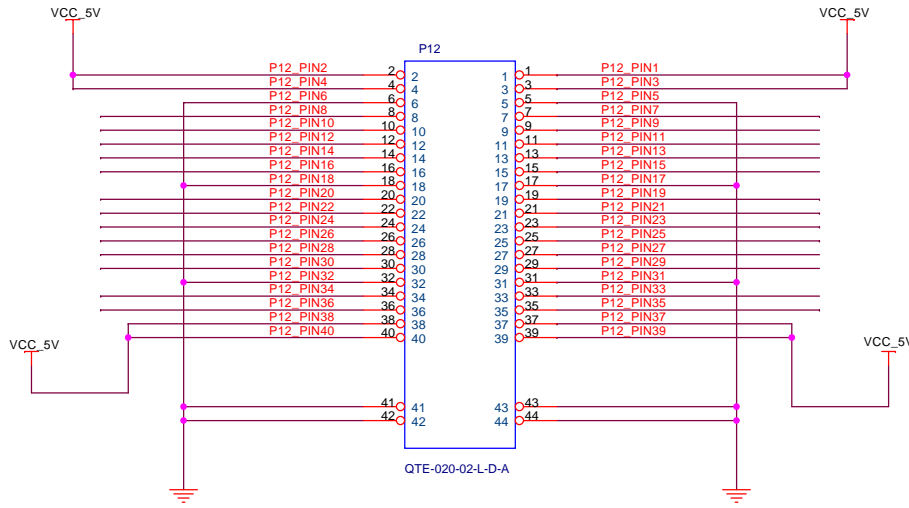 VCC_5V VCC_5V
P12
P12_PIN2 2 2 1 1 P12_PIN1
P12_PIN4 4 4 3 3 P12_PIN3
P12_PIN6 6 6 5 5 P12_PIN5
P12_PIN8 8 8 7 7 P12_PIN7
P12_PIN10 10 10 9 9 P12_PIN9
P12_PIN12 12 12 11 11 P12_PIN11
P12_PIN14 14 14 13 13 P12_PIN13
P12_PIN16 16 16 15 15 P12_PIN15
P12_PIN18 18 18 17 17 P12_PIN17
P12_PIN20 20 20 19 19 P12_PIN19
P12_PIN22 22 22 21 21 P12_PIN21
P12_PIN24 24 24 23 23 P12_PIN23
P12_PIN26 26 26 25 25 P12_PIN25
P12_PIN28 28 28 27 27 P12_PIN27
P12_PIN30 30 30 29 29 P12_PIN29
P12_PIN32 32 32 31 31 P12_PIN31
P12_PIN34 34 34 33 33 P12_PIN33
P12_PIN36 36 36 35 35 P12_PIN35
P12_PIN38 38 38 37 37 P12_PIN37
P12_PIN40 40 40 39 39 P12_PIN39
VCC_5V VCC_5V
41 41 43 43
42 42 44 44
QTE-020-02-L-D-A